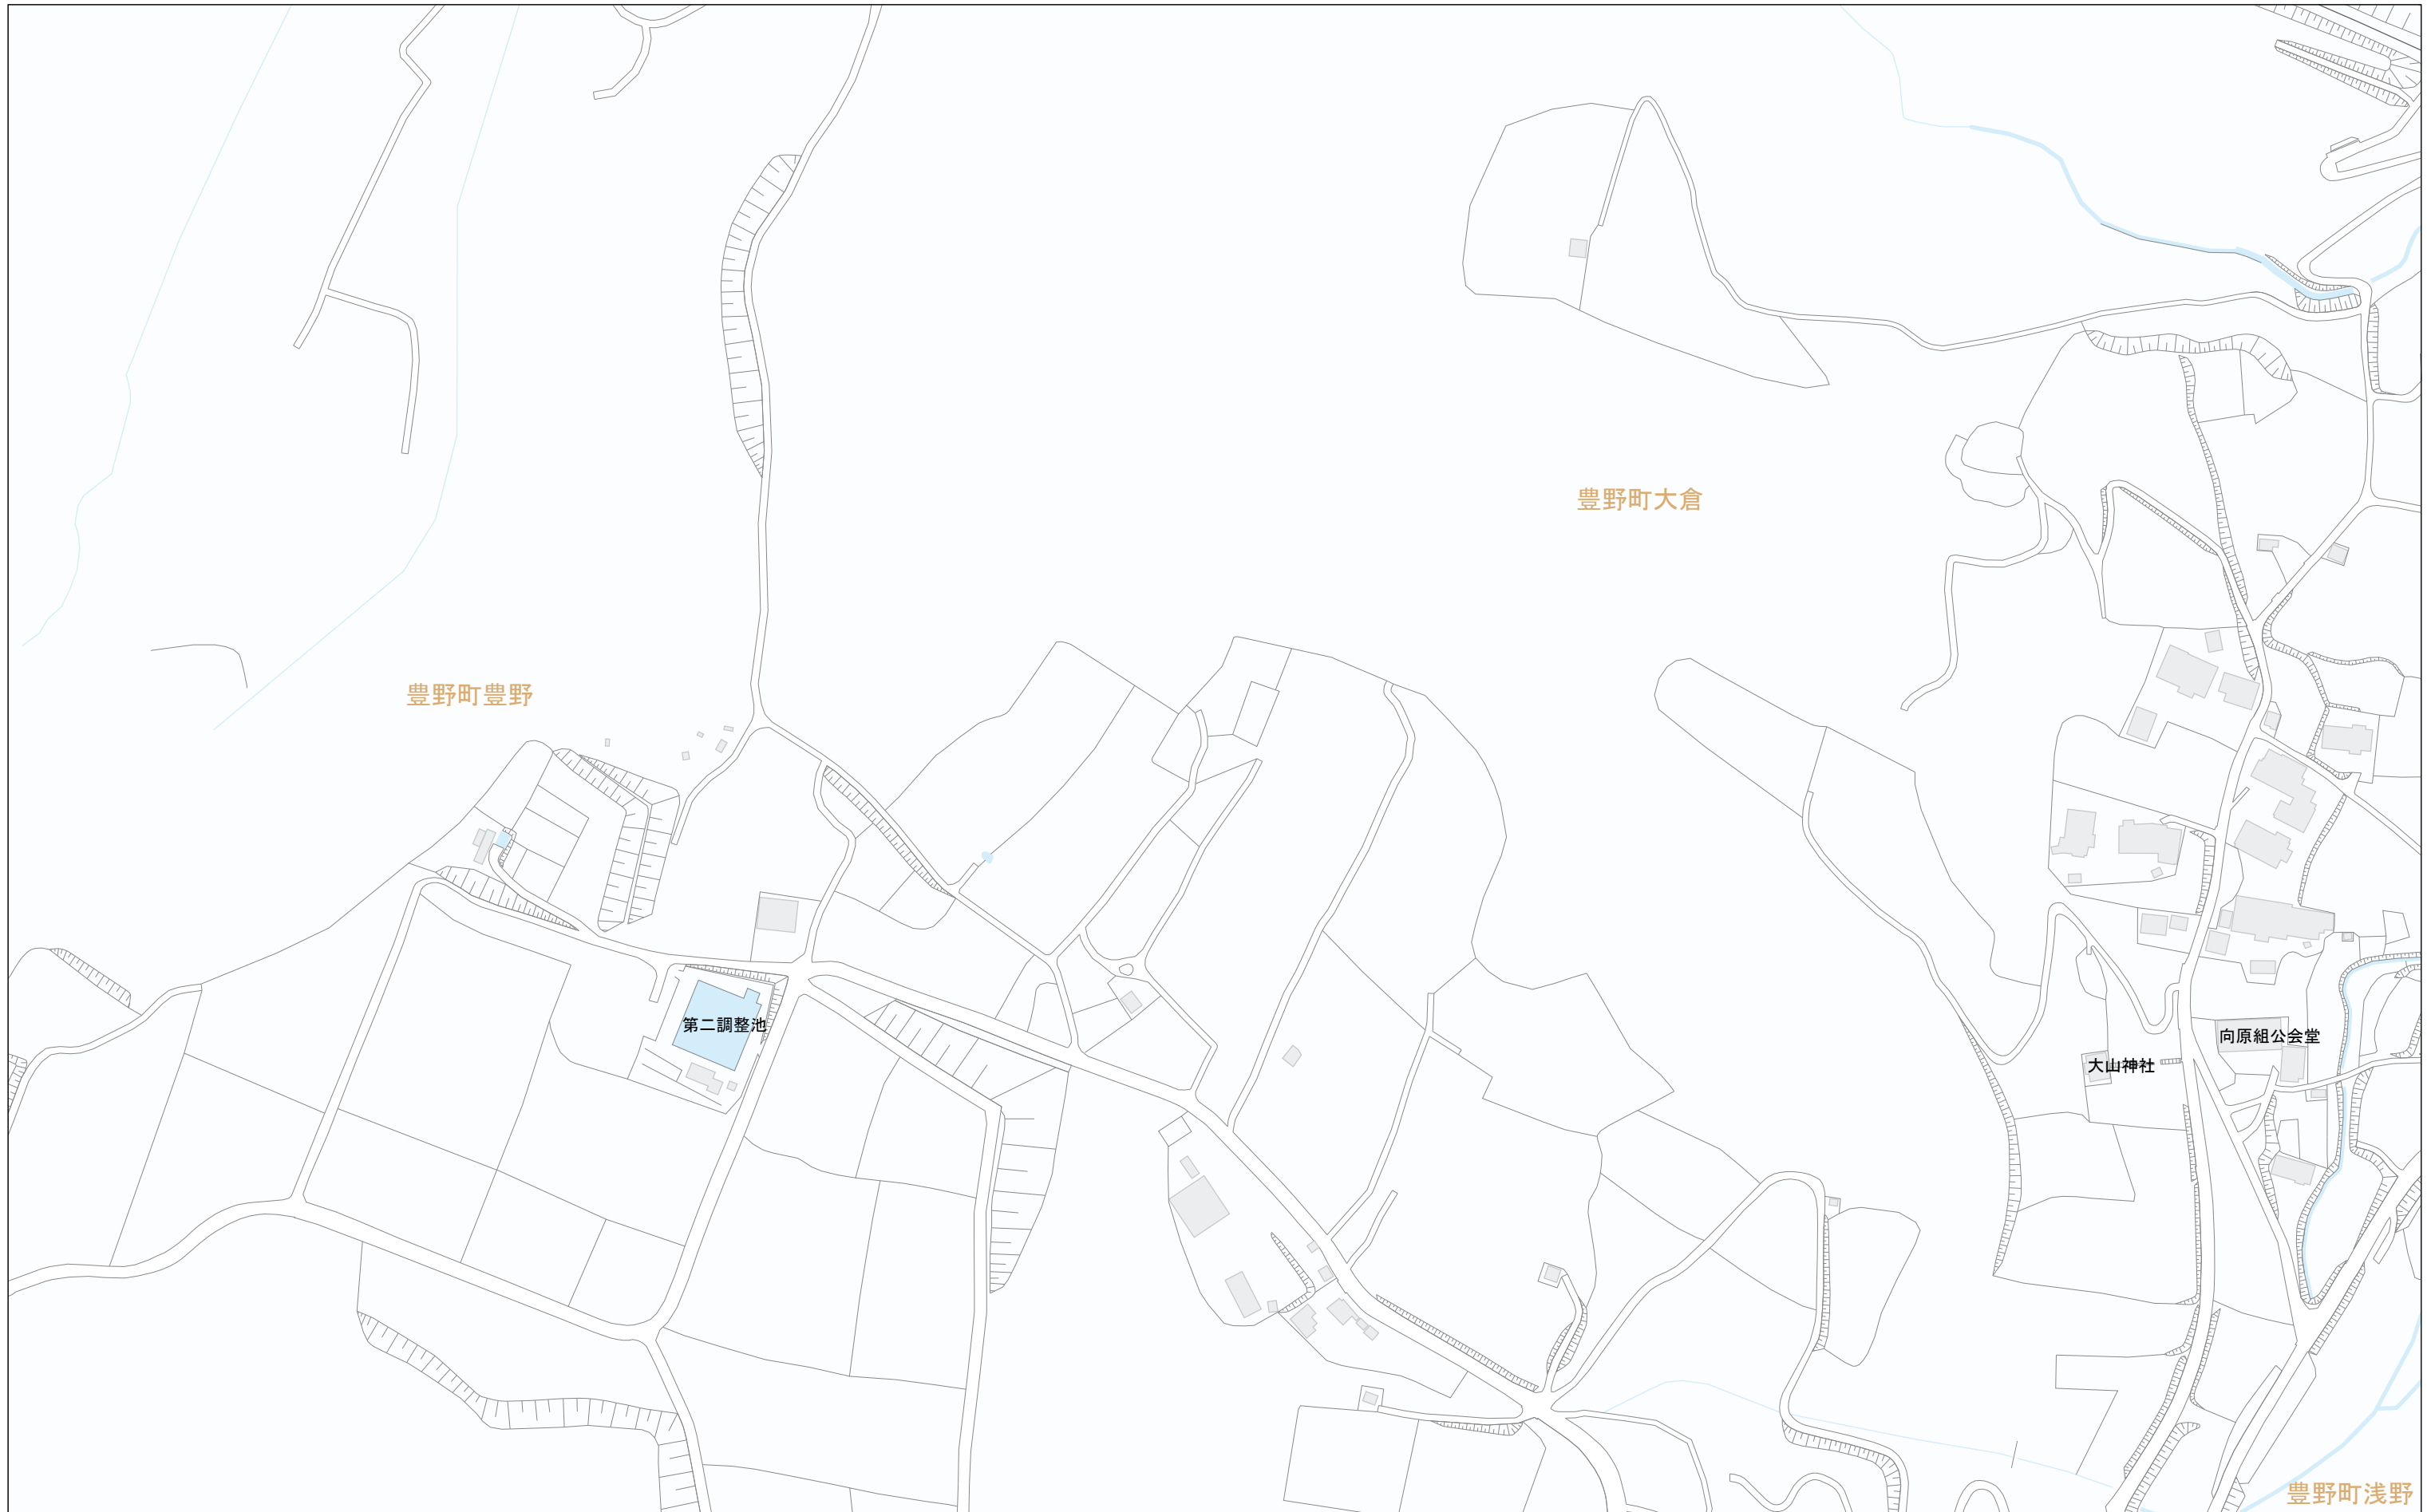 豊野町大倉
豊野町豊野
第二調整池
向原組公会堂
大山神社
豊野町浅野